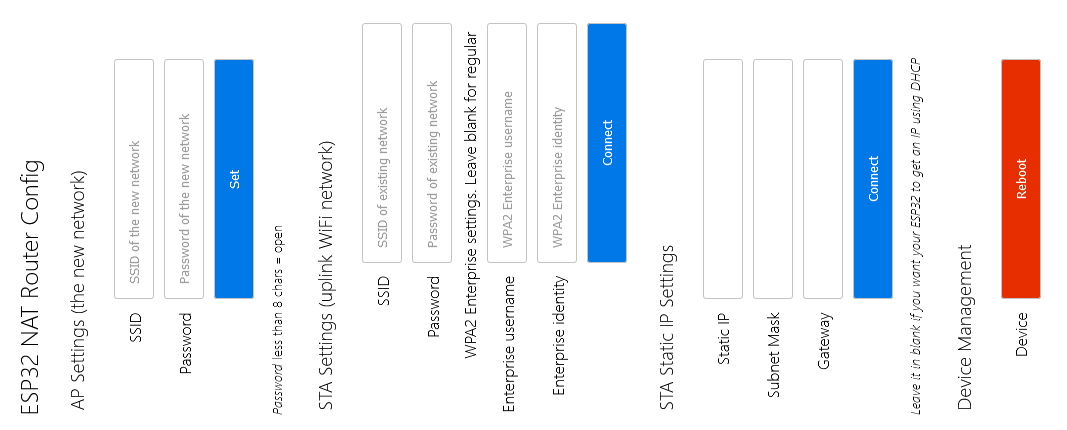 ESP32 NAT Router Config
AP Settings (the new network)
SSID
SSID of the new network
Password
Password of the new network
Set
Password less than 8 chars = open
STA Settings (uplink WiFi network)
SSID
SSID of existing network
Password
Password of existing network
WPA2 Enterprise settings. Leave blank for regular
Enterprise username
WPA2 Enterprise username
Enterprise identity
WPA2 Enterprise identity
Connect
STA Static IP Settings
Static IP
Subnet Mask
Gateway
Connect
Leave it in blank if you want your ESP32 to get an IP using DHCP
Device Management
Device
Reboot